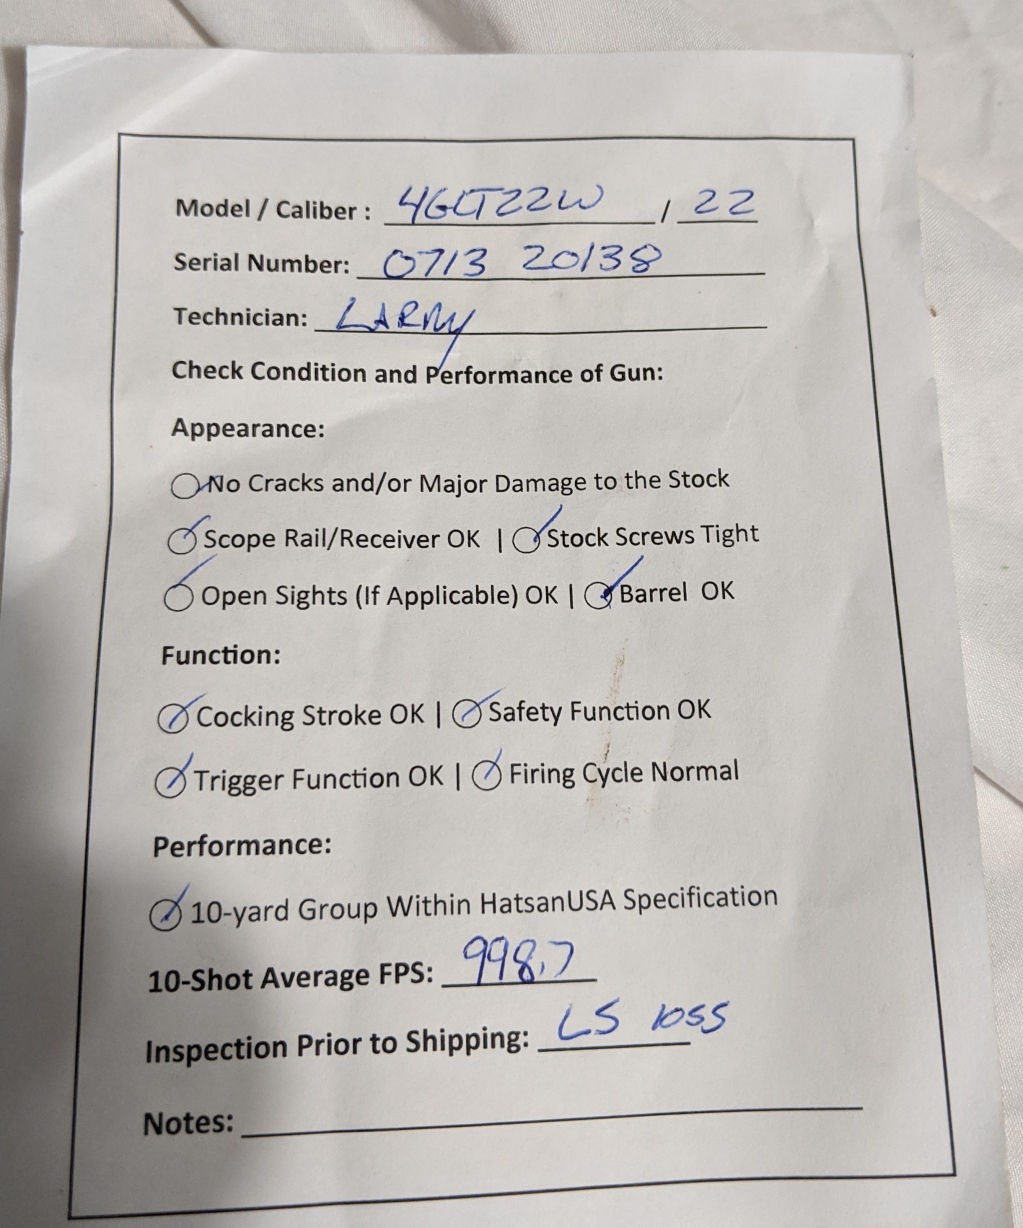 Model / Caliber : 4GLT22W / 22
Serial Number: 0713 20138
Technician: LARRY
Check Condition and Performance of Gun:
Appearance:
No Cracks and/or Major Damage to the Stock
Scope Rail/Receiver OK | Stock Screws Tight
Open Sights (If Applicable) OK | Barrel OK
Function:
Cocking Stroke OK | Safety Function OK
Trigger Function OK | Firing Cycle Normal
Performance:
10-yard Group Within HatsanUSA Specification
10-Shot Average FPS: 998.7
Inspection Prior to Shipping: LS 1055
Notes: